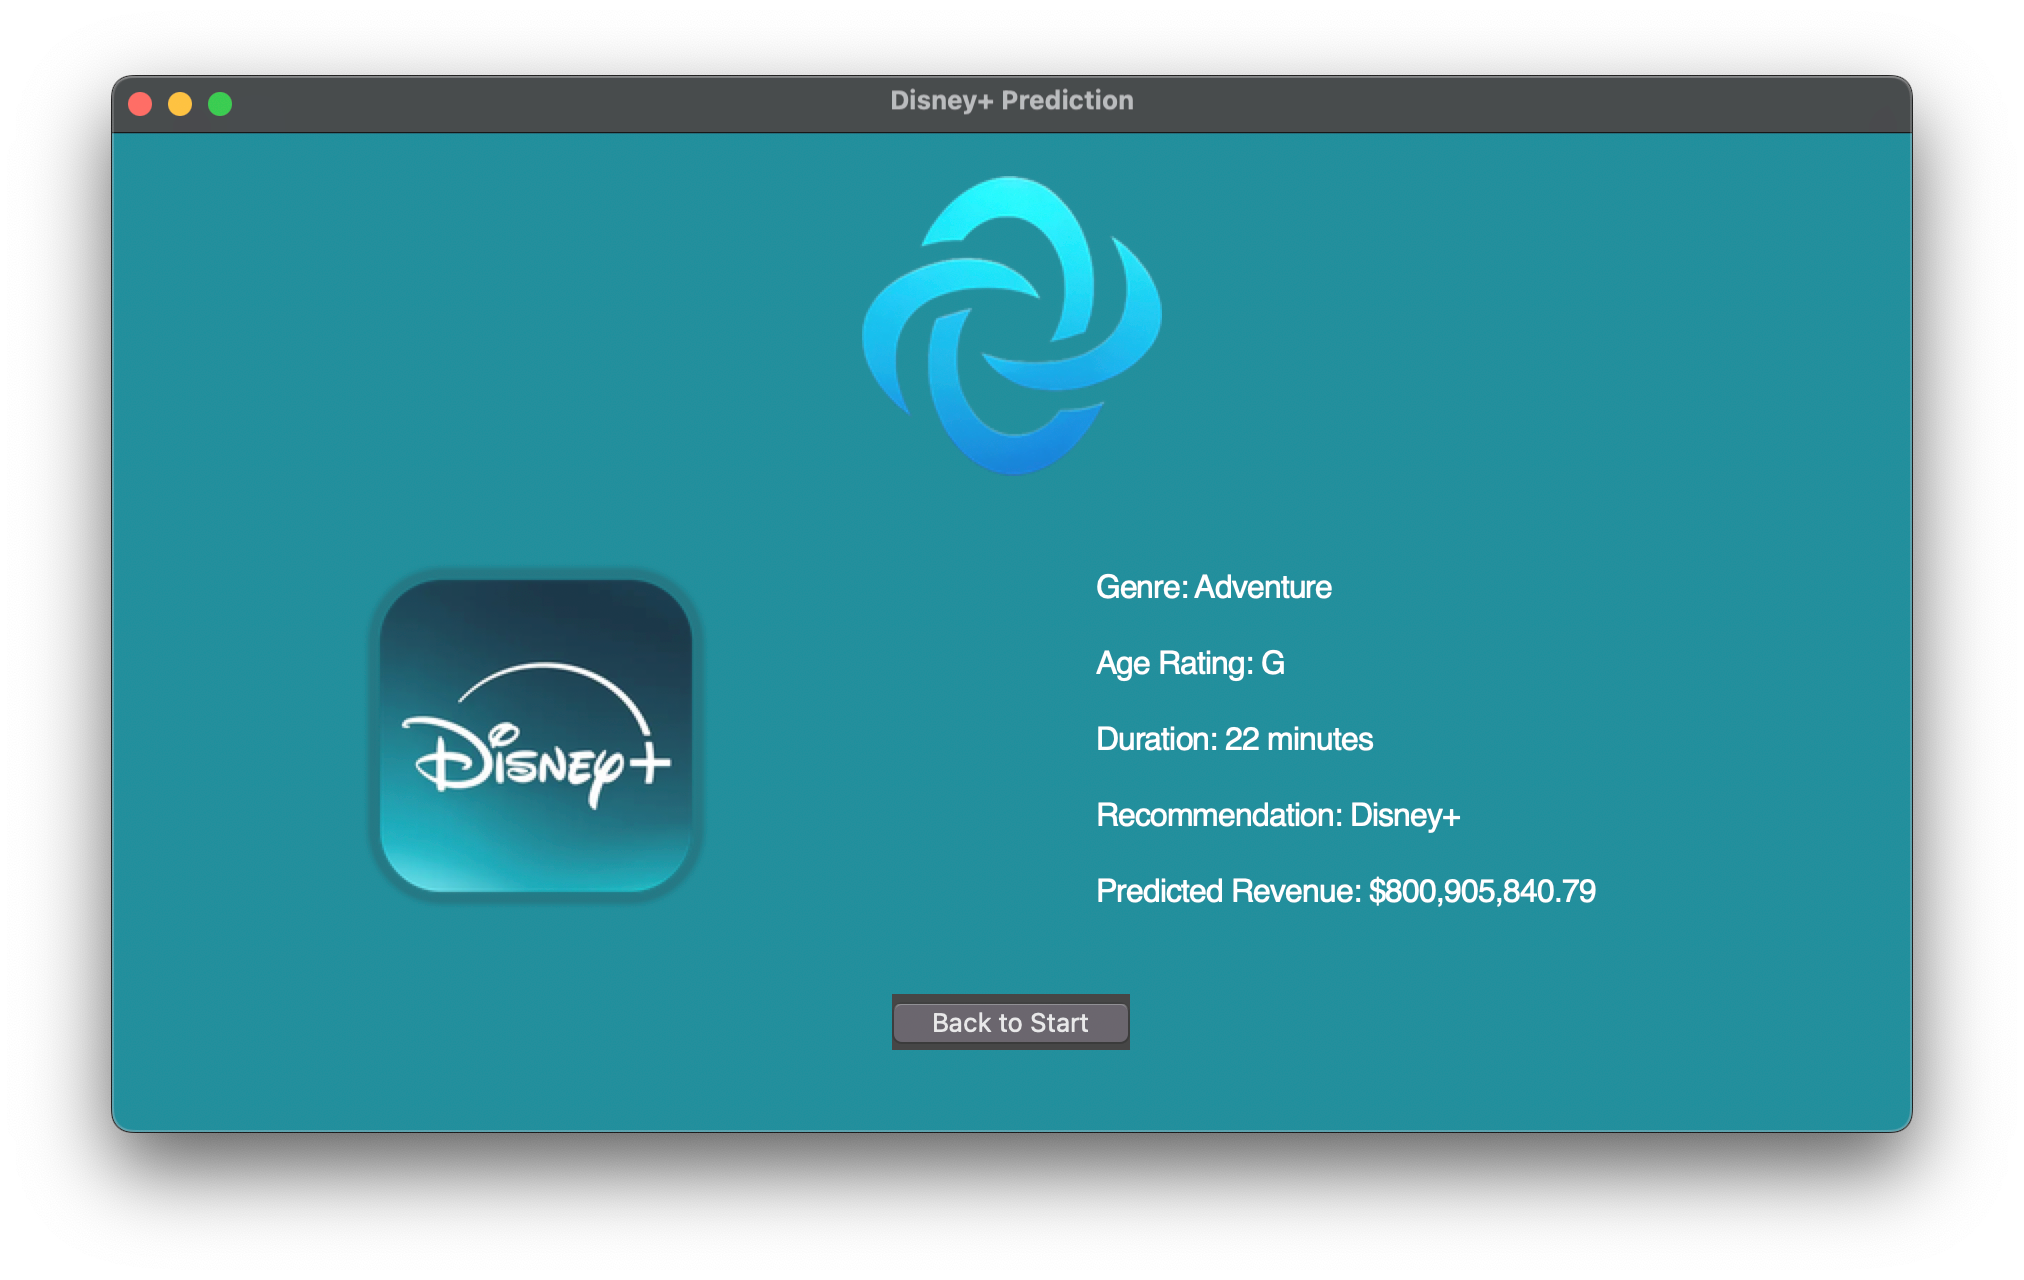 Disney+ Prediction
Disney+
Genre: Adventure
Age Rating: G
Duration: 22 minutes
Recommendation: Disney+
Predicted Revenue: $800,905,840.79
Back to Start